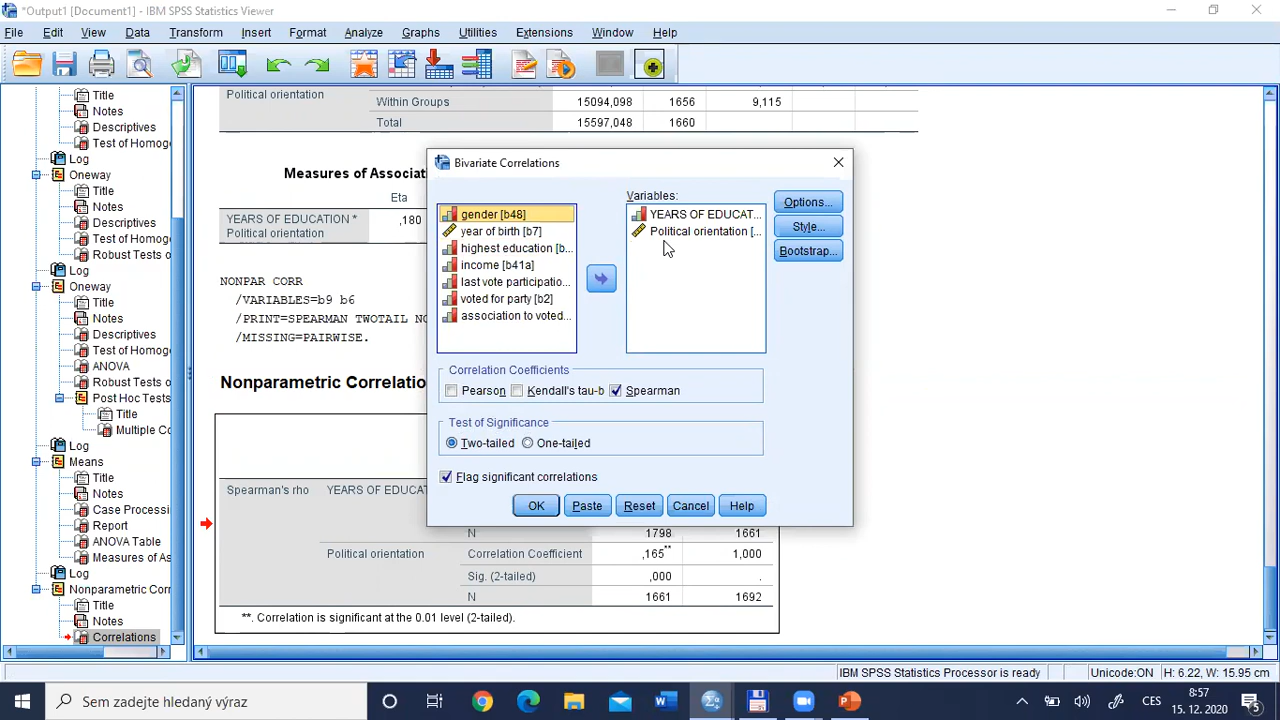 *Output1 [Document1] - IBM SPSS Statistics Viewer
File Edit View Data Transform Insert Format Analyze Graphs Utilities Extensions Window Help
Title
Notes
Descriptives
Test of Homog
Log
Oneway
Title
Notes
Descriptives
Robust Tests o
Log
Oneway
Title
Notes
Descriptives
Test of Homog
ANOVA
Robust Tests o
Post Hoc Tests
Title
Multiple Co
Log
Means
Title
Notes
Case Processi
Report
ANOVA Table
Measures of As
Log
Nonparametric Corr
Title
Notes
Correlations
Political orientation
Within Groups 15094,098 1656 9,115
Total 15597,048 1660
Measures of Associat
Eta
YEARS OF EDUCATION *
Political orientation
,180
NONPAR CORR
/VARIABLES=b9 b6
/PRINT=SPEARMAN TWOTAIL NO
/MISSING=PAIRWISE.
Nonparametric Correlatio
Spearman's rho YEARS OF EDUCAT
N 1798 1661
Political orientation Correlation Coefficient ,165** 1,000
Sig. (2-tailed) ,000 .
N 1661 1692
**. Correlation is significant at the 0.01 level (2-tailed).
Bivariate Correlations
gender [b48]
year of birth [b7]
highest education [b...
income [b41a]
last vote participatio...
voted for party [b2]
association to voted...
Variables:
YEARS OF EDUCAT...
Political orientation [...
Options...
Style...
Bootstrap...
Correlation Coefficients
Pearson Kendall's tau-b Spearman
Test of Significance
Two-tailed One-tailed
Flag significant correlations
OK Paste Reset Cancel Help
IBM SPSS Statistics Processor is ready Unicode:ON H: 6.22, W: 15.95 cm
Sem zadejte hledaný výraz
CES
8:57
15. 12. 2020
5